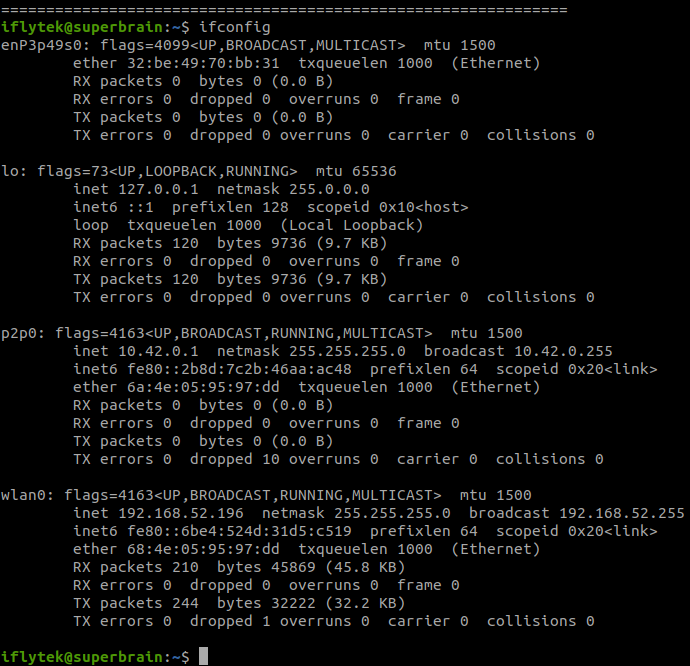 ===============================================================
iflytek@superbrain:~$ ifconfig
enP3p49s0: flags=4099<UP,BROADCAST,MULTICAST>  mtu 1500
        ether 32:be:49:70:bb:31  txqueuelen 1000  (Ethernet)
        RX packets 0  bytes 0 (0.0 B)
        RX errors 0  dropped 0  overruns 0  frame 0
        TX packets 0  bytes 0 (0.0 B)
        TX errors 0  dropped 0 overruns 0  carrier 0  collisions 0

lo: flags=73<UP,LOOPBACK,RUNNING>  mtu 65536
        inet 127.0.0.1  netmask 255.0.0.0
        inet6 ::1  prefixlen 128  scopeid 0x10<host>
        loop  txqueuelen 1000  (Local Loopback)
        RX packets 120  bytes 9736 (9.7 KB)
        RX errors 0  dropped 0  overruns 0  frame 0
        TX packets 120  bytes 9736 (9.7 KB)
        TX errors 0  dropped 0 overruns 0  carrier 0  collisions 0

p2p0: flags=4163<UP,BROADCAST,RUNNING,MULTICAST>  mtu 1500
        inet 10.42.0.1  netmask 255.255.255.0  broadcast 10.42.0.255
        inet6 fe80::2b8d:7c2b:46aa:ac48  prefixlen 64  scopeid 0x20<link>
        ether 6a:4e:05:95:97:dd  txqueuelen 1000  (Ethernet)
        RX packets 0  bytes 0 (0.0 B)
        RX errors 0  dropped 0  overruns 0  frame 0
        TX packets 0  bytes 0 (0.0 B)
        TX errors 0  dropped 10 overruns 0  carrier 0  collisions 0

wlan0: flags=4163<UP,BROADCAST,RUNNING,MULTICAST>  mtu 1500
        inet 192.168.52.196  netmask 255.255.255.0  broadcast 192.168.52.255
        inet6 fe80::6be4:524d:31d5:c519  prefixlen 64  scopeid 0x20<link>
        ether 68:4e:05:95:97:dd  txqueuelen 1000  (Ethernet)
        RX packets 210  bytes 45869 (45.8 KB)
        RX errors 0  dropped 0  overruns 0  frame 0
        TX packets 244  bytes 32222 (32.2 KB)
        TX errors 0  dropped 1 overruns 0  carrier 0  collisions 0

iflytek@superbrain:~$